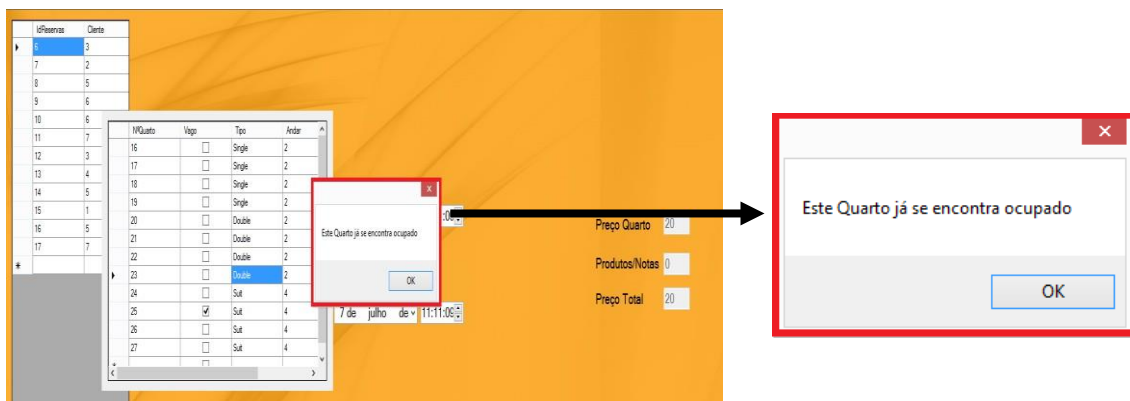 IdReservas Cliente
6 3
7 2
8 5
9 6
10 6
11 7
12 3
13 4
14 5
15 1
16 5
17 7
NºQuarto Vago Tipo Andar
16 Single 2
17 Single 2
18 Single 2
19 Single 2
20 Double 2
21 Double 2
22 Double 2
23 Double 2
24 Suit 4
25 Suit 4
26 Suit 4
27 Suit 4
Este Quarto já se encontra ocupado
OK
7 de julho de 11:11:09
Preço Quarto 20
Produtos/Notas 0
Preço Total 20
Este Quarto já se encontra ocupado
OK